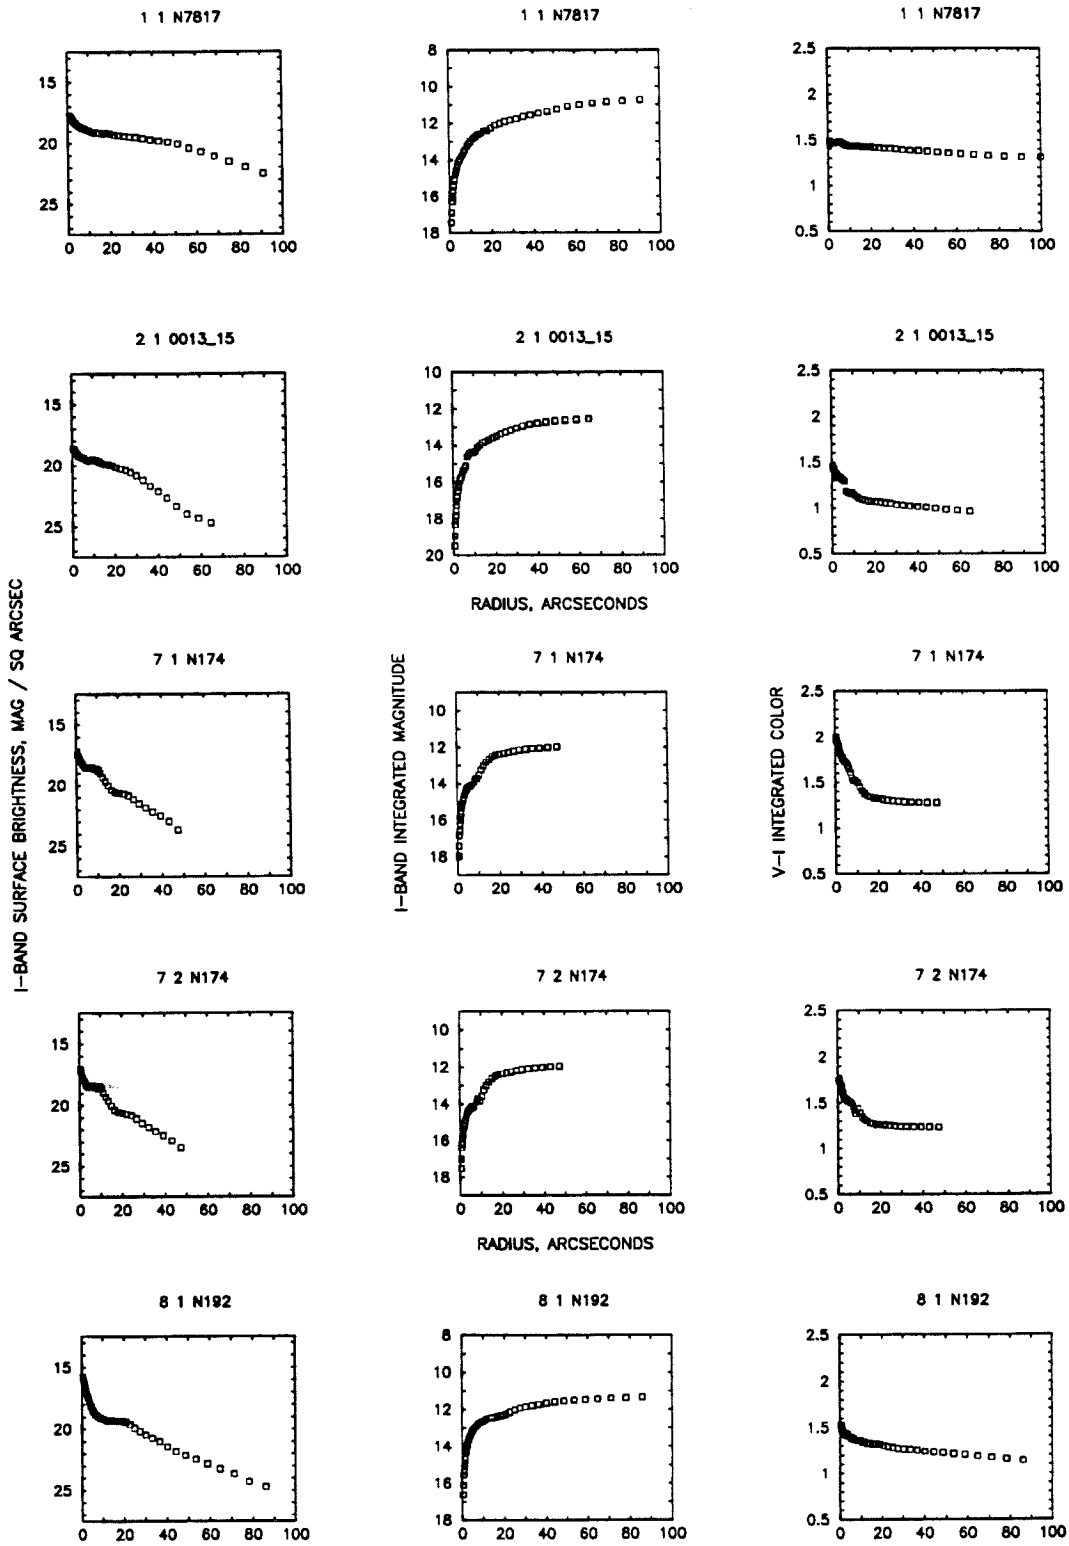 1 1 N7817
1 1 N7817
1 1 N7817
15
20
25
0 20 40 60 80 100
8
10
12
14
16
18
0 20 40 60 80 100
2.5
2
1.5
1
0.5
0 20 40 60 80 100
2 1 0013_15
2 1 0013_15
2 1 0013_15
15
20
25
0 20 40 60 80 100
10
12
14
16
18
20
0 20 40 60 80 100
2.5
2
1.5
1
0.5
0 20 40 60 80 100
RADIUS, ARCSECONDS
I-BAND SURFACE BRIGHTNESS, MAG / SQ ARCSEC
I-BAND INTEGRATED MAGNITUDE
V-I INTEGRATED COLOR
7 1 N174
7 1 N174
7 1 N174
15
20
25
0 20 40 60 80 100
10
12
14
16
18
0 20 40 60 80 100
2.5
2
1.5
1
0.5
0 20 40 60 80 100
7 2 N174
7 2 N174
7 2 N174
15
20
25
0 20 40 60 80 100
10
12
14
16
18
0 20 40 60 80 100
2.5
2
1.5
1
0.5
0 20 40 60 80 100
RADIUS, ARCSECONDS
8 1 N192
8 1 N192
8 1 N192
15
20
25
0 20 40 60 80 100
8
10
12
14
16
18
0 20 40 60 80 100
2.5
2
1.5
1
0.5
0 20 40 60 80 100